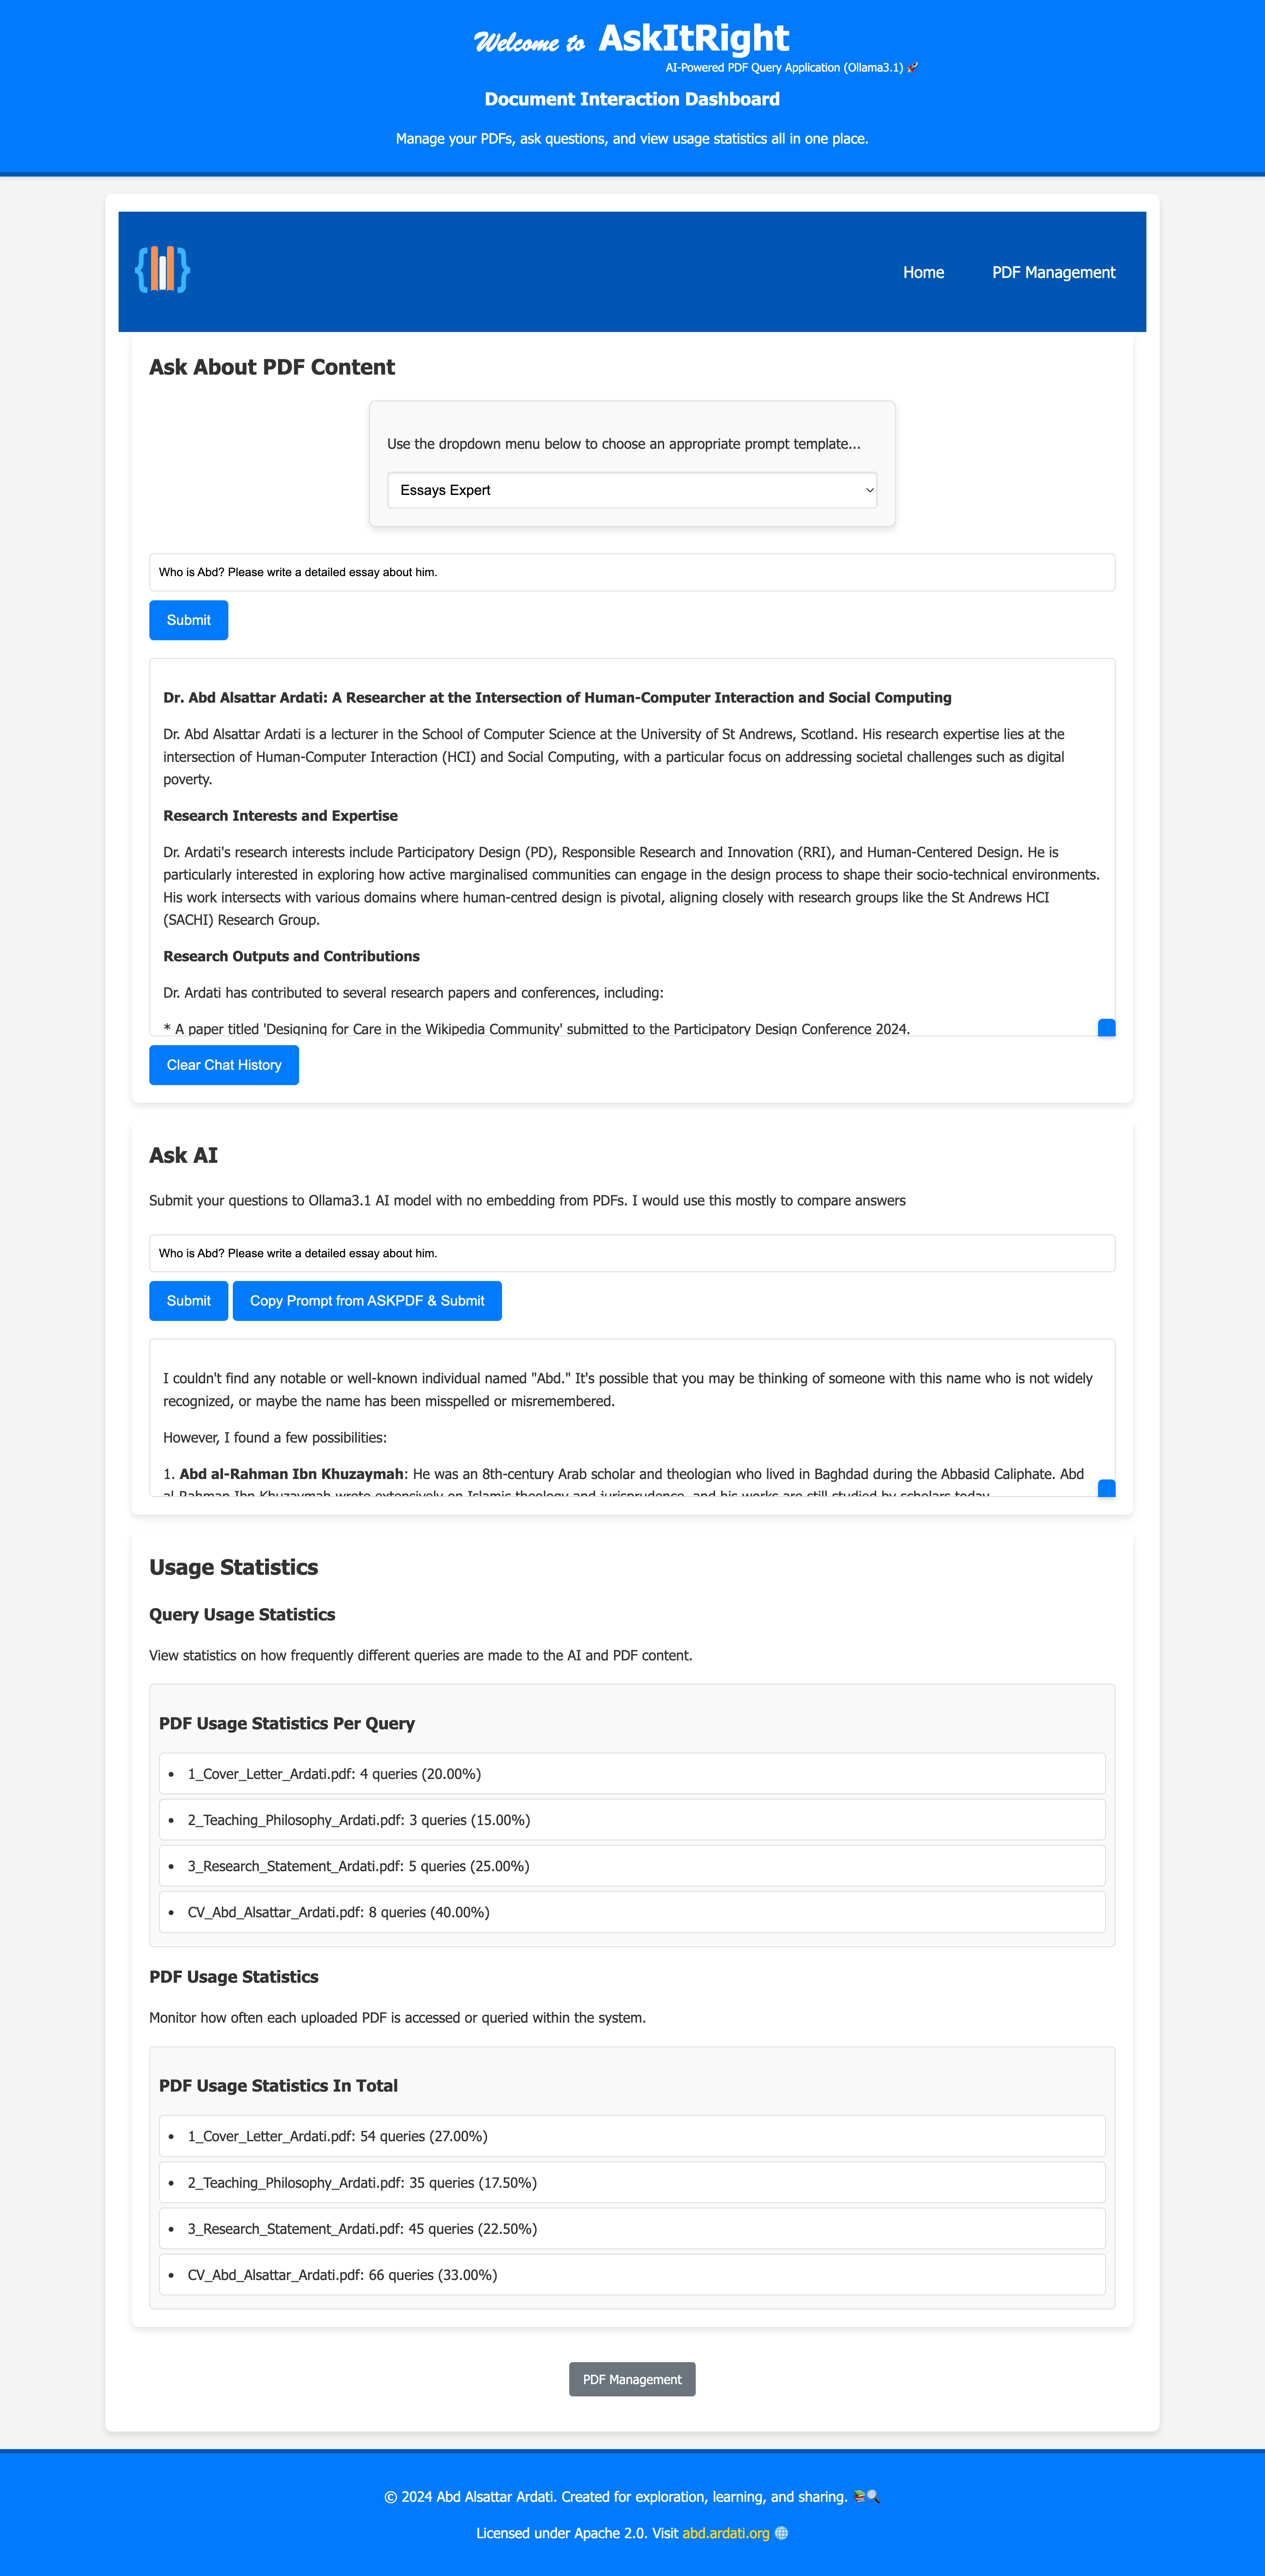 Welcome to AskItRight
AI-Powered PDF Query Application (Ollama3.1) 🚀
Document Interaction Dashboard
Manage your PDFs, ask questions, and view usage statistics all in one place.
Home PDF Management
Ask About PDF Content
Use the dropdown menu below to choose an appropriate prompt template...
Essays Expert
Who is Abd? Please write a detailed essay about him.
Submit
Dr. Abd Alsattar Ardati: A Researcher at the Intersection of Human-Computer Interaction and Social Computing
Dr. Abd Alsattar Ardati is a lecturer in the School of Computer Science at the University of St Andrews, Scotland. His research expertise lies at the
intersection of Human-Computer Interaction (HCI) and Social Computing, with a particular focus on addressing societal challenges such as digital
poverty.
Research Interests and Expertise
Dr. Ardati's research interests include Participatory Design (PD), Responsible Research and Innovation (RRI), and Human-Centered Design. He is
particularly interested in exploring how active marginalised communities can engage in the design process to shape their socio-technical environments.
His work intersects with various domains where human-centred design is pivotal, aligning closely with research groups like the St Andrews HCI
(SACHI) Research Group.
Research Outputs and Contributions
Dr. Ardati has contributed to several research papers and conferences, including:
* A paper titled 'Designing for Care in the Wikipedia Community' submitted to the Participatory Design Conference 2024.
Clear Chat History
Ask AI
Submit your questions to Ollama3.1 AI model with no embedding from PDFs. I would use this mostly to compare answers
Who is Abd? Please write a detailed essay about him.
Submit Copy Prompt from ASKPDF & Submit
I couldn't find any notable or well-known individual named "Abd." It's possible that you may be thinking of someone with this name who is not widely
recognized, or maybe the name has been misspelled or misremembered.
However, I found a few possibilities:
1. Abd al-Rahman Ibn Khuzaymah: He was an 8th-century Arab scholar and theologian who lived in Baghdad during the Abbasid Caliphate. Abd
al-Rahman Ibn Khuzaymah wrote extensively on Islamic theology and jurisprudence, and his works are still studied by scholars today.
Usage Statistics
Query Usage Statistics
View statistics on how frequently different queries are made to the AI and PDF content.
PDF Usage Statistics Per Query
• 1_Cover_Letter_Ardati.pdf: 4 queries (20.00%)
• 2_Teaching_Philosophy_Ardati.pdf: 3 queries (15.00%)
• 3_Research_Statement_Ardati.pdf: 5 queries (25.00%)
• CV_Abd_Alsattar_Ardati.pdf: 8 queries (40.00%)
PDF Usage Statistics
Monitor how often each uploaded PDF is accessed or queried within the system.
PDF Usage Statistics In Total
• 1_Cover_Letter_Ardati.pdf: 54 queries (27.00%)
• 2_Teaching_Philosophy_Ardati.pdf: 35 queries (17.50%)
• 3_Research_Statement_Ardati.pdf: 45 queries (22.50%)
• CV_Abd_Alsattar_Ardati.pdf: 66 queries (33.00%)
PDF Management
© 2024 Abd Alsattar Ardati. Created for exploration, learning, and sharing. 📚🔍
Licensed under Apache 2.0. Visit abd.ardati.org 🌐